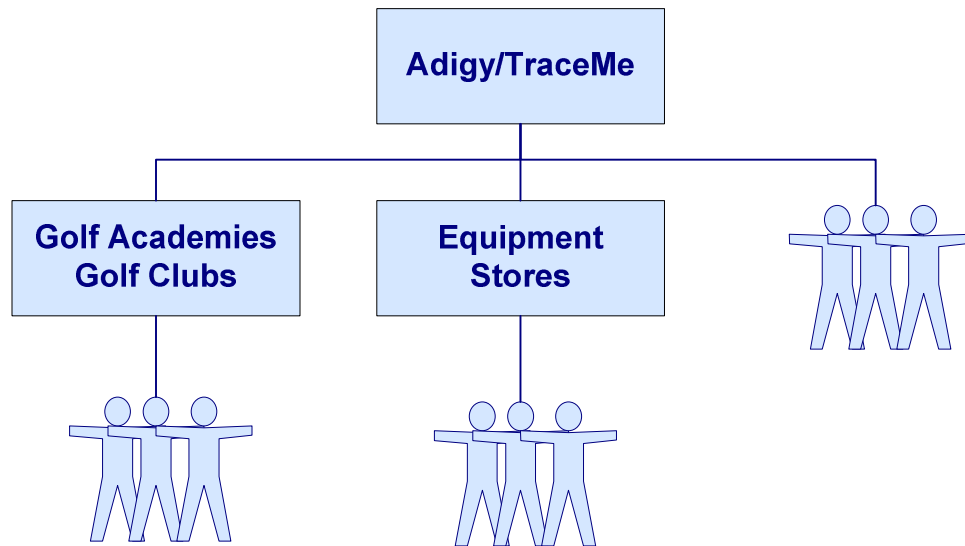 Adigy/TraceMe
Golf Academies
Golf Clubs
Equipment
Stores